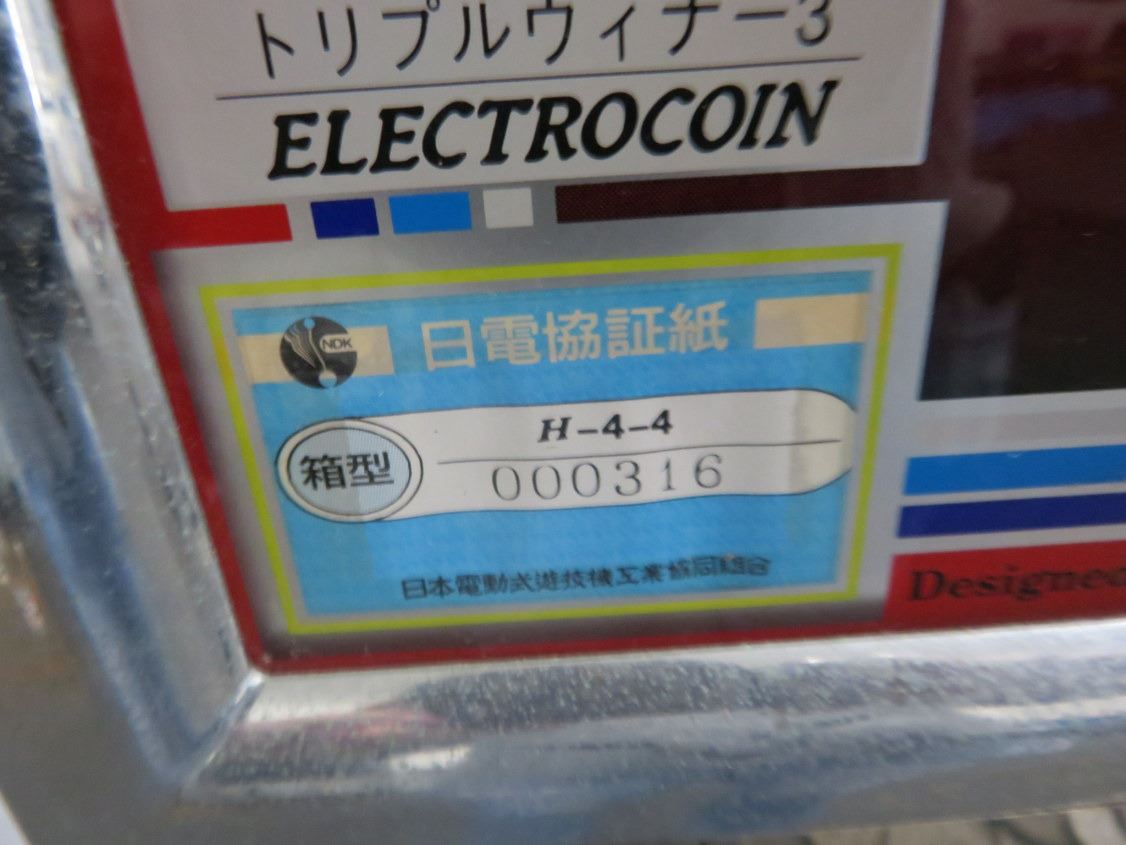 トリプルウィナー3
ELECTROCOIN
NDK
日電協証紙
箱型
H-4-4
000316
日本電動式遊技機工業協同組合
Designed